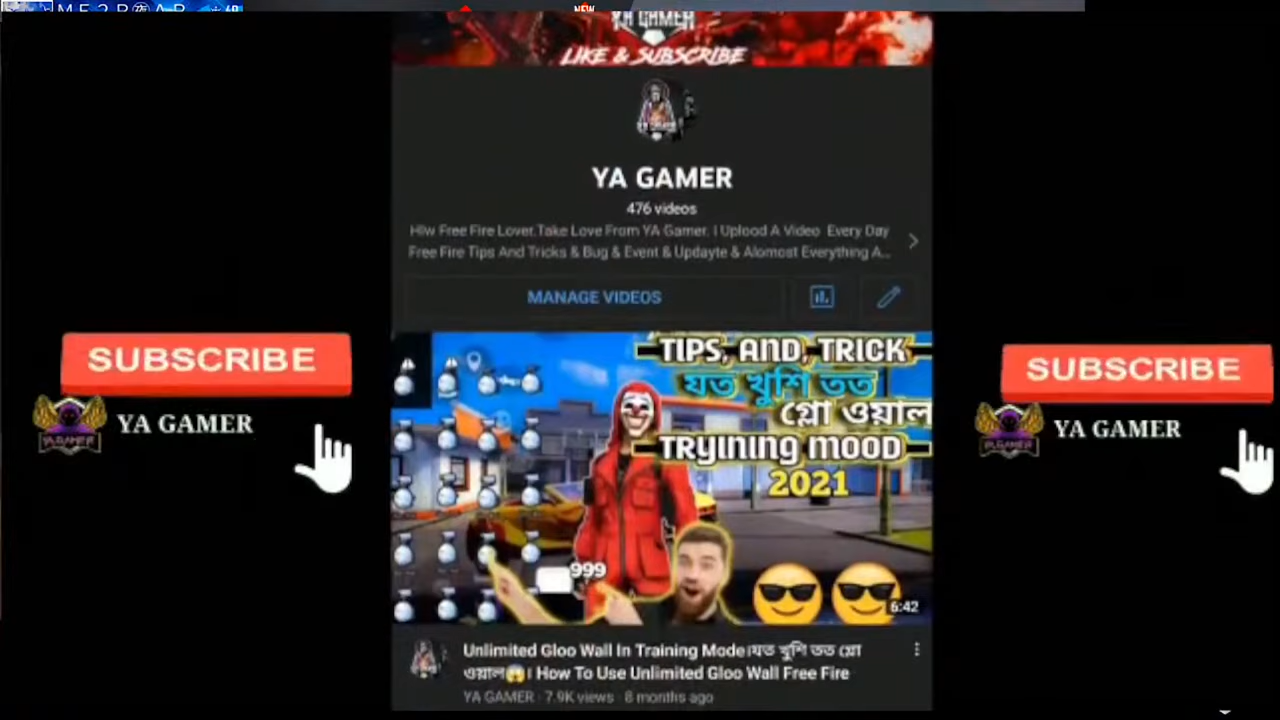 NEW
YA GAMER
LIKE & SUBSCRIBE
YA GAMER
476 videos
Hlw Free Fire Lover.Take Love From YA Gamer. I Uplood A Video Every Day
Free Fire Tips And Tricks & Bug & Event & Updayte & Alomost Everything A...
MANAGE VIDEOS
TIPS, AND, TRICK
যত খুশি তত
গ্লো ওয়াল
TRYINING MOOD
2021
999
6:42
Unlimited Gloo Wall In Training Mode।যত খুশি তত গ্লো
ওয়াল😱। How To Use Unlimited Gloo Wall Free Fire
YA GAMER · 7.9K views · 8 months ago
SUBSCRIBE
YA GAMER
SUBSCRIBE
YA GAMER